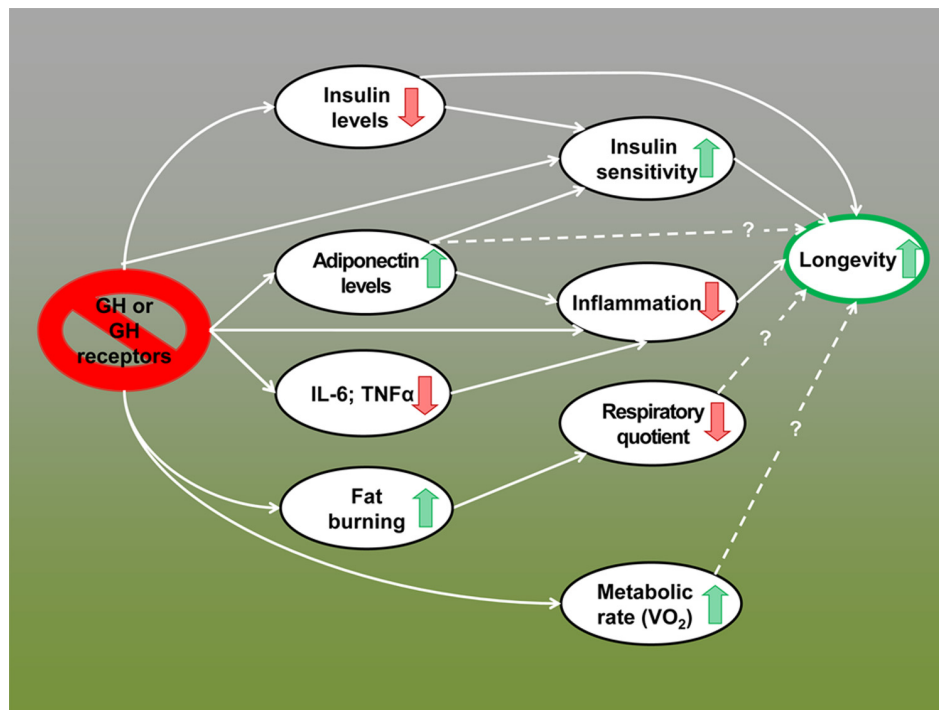 Insulin
levels
Insulin
sensitivity
?
Adiponectin
levels
Longevity
GH or
GH
receptors
Inflammation
?
IL-6; TNFα
Respiratory
quotient
?
Fat
burning
Metabolic
rate (VO₂)